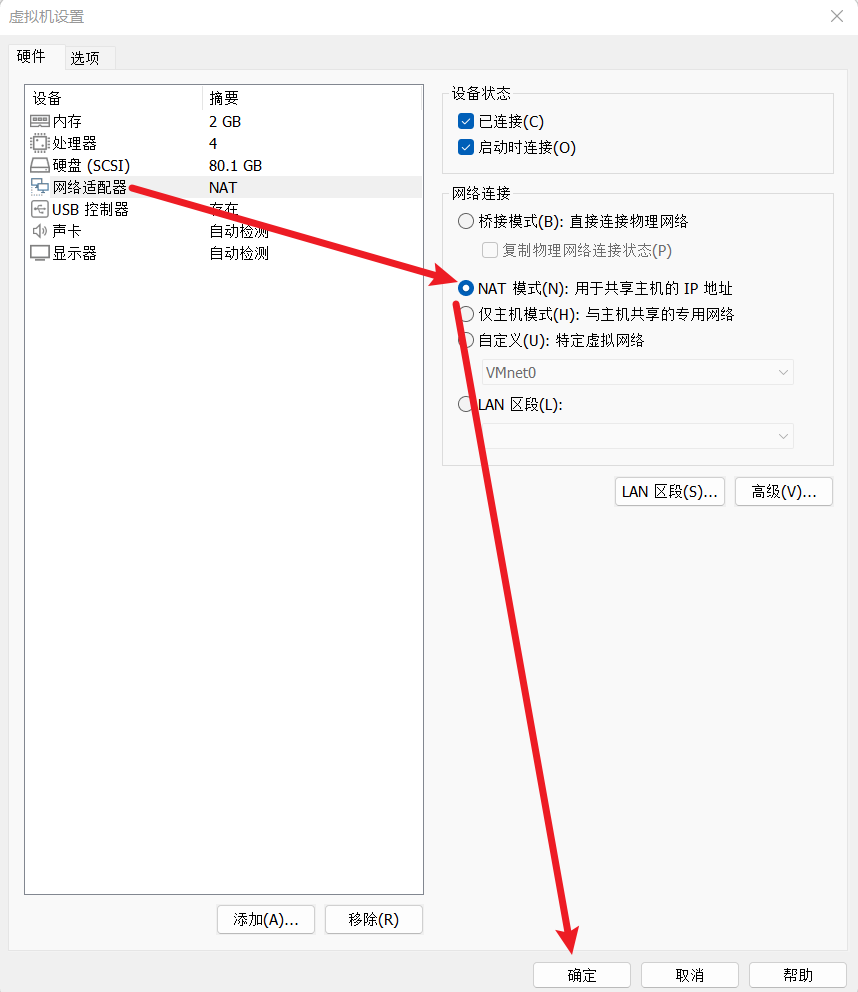 虚拟机设置
硬件 选项
设备 摘要
内存 2 GB
处理器 4
硬盘 (SCSI) 80.1 GB
网络适配器 NAT
USB 控制器 存在
声卡 自动检测
显示器 自动检测
添加(A)... 移除(R)
设备状态
已连接(C)
启动时连接(O)
网络连接
桥接模式(B): 直接连接物理网络
复制物理网络连接状态(P)
NAT 模式(N): 用于共享主机的 IP 地址
仅主机模式(H): 与主机共享的专用网络
自定义(U): 特定虚拟网络
VMnet0
LAN 区段(L):
LAN 区段(S)... 高级(V)...
确定 取消 帮助